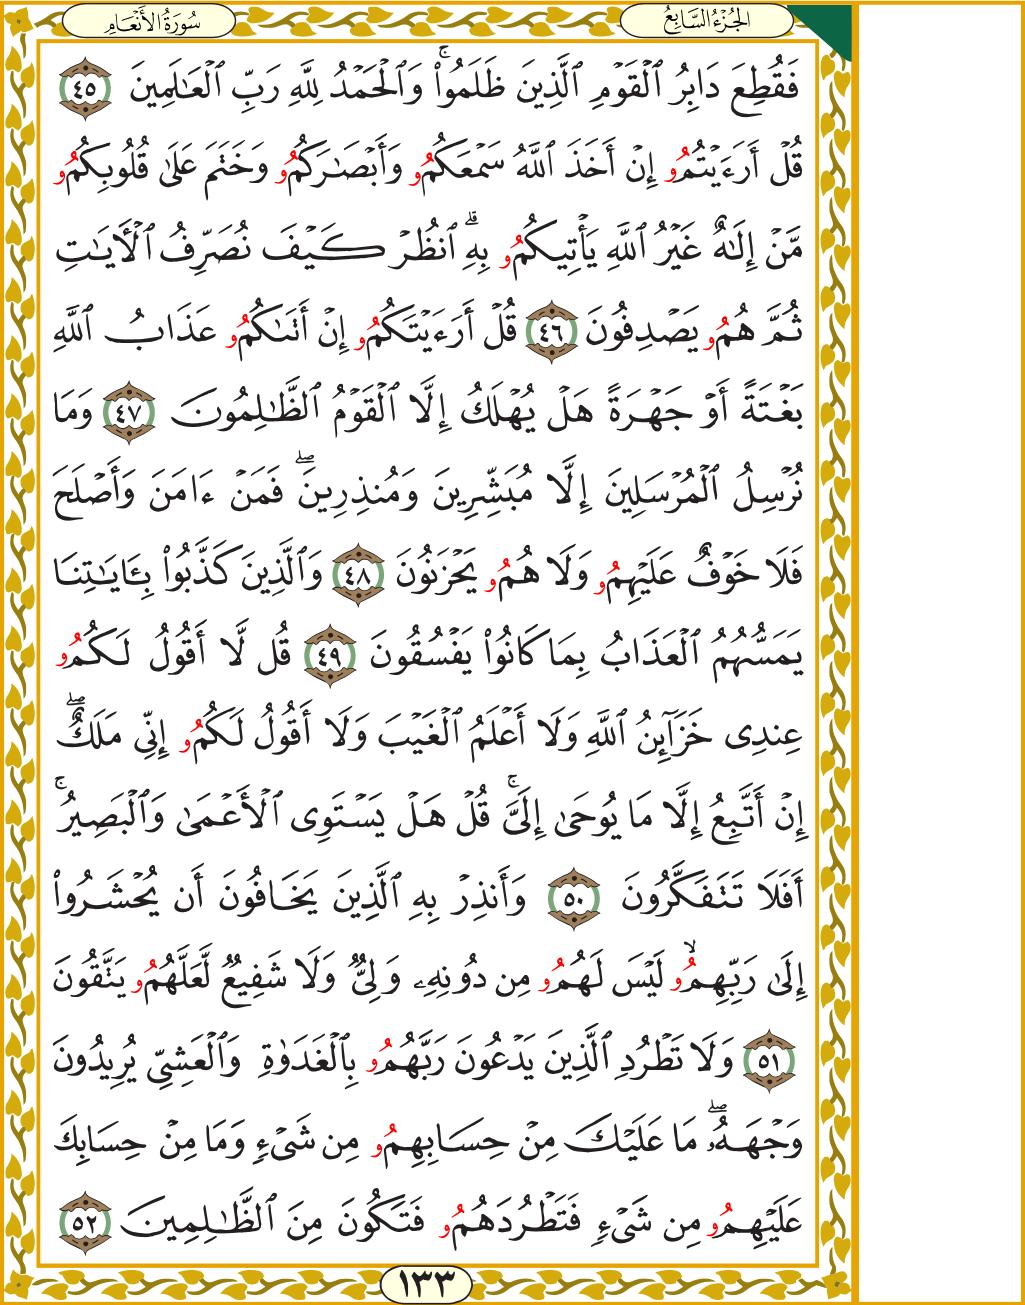 الجُزْءُ السَّابِعُ
سُورَةُ الأَنْعَامِ
فَقُطِعَ دَابِرُ ٱلۡقَوۡمِ ٱلَّذِينَ ظَلَمُواْۚ وَٱلۡحَمۡدُ لِلَّهِ رَبِّ ٱلۡعَٰلَمِينَ ٤٥
قُلۡ أَرَءَيۡتُمُۥ إِنۡ أَخَذَ ٱللَّهُ سَمۡعَكُمُۥ وَأَبۡصَٰرَكُمُۥ وَخَتَمَ عَلَىٰ قُلُوبِكُمُۥ
مَّنۡ إِلَٰهٌ غَيۡرُ ٱللَّهِ يَأۡتِيكُمُۥ بِهِۗ ٱنظُرۡ كَيۡفَ نُصَرِّفُ ٱلۡأٓيَٰتِ
ثُمَّ هُمُۥ يَصۡدِفُونَ ٤٦ قُلۡ أَرَءَيۡتَكُمُۥ إِنۡ أَتَىٰكُمُۥ عَذَابُ ٱللَّهِ
بَغۡتَةً أَوۡ جَهۡرَةً هَلۡ يُهۡلَكُ إِلَّا ٱلۡقَوۡمُ ٱلظَّٰلِمُونَ ٤٧ وَمَا
نُرۡسِلُ ٱلۡمُرۡسَلِينَ إِلَّا مُبَشِّرِينَ وَمُنذِرِينَۖ فَمَنۡ ءَامَنَ وَأَصۡلَحَ
فَلَا خَوۡفٌ عَلَيۡهِمُۥ وَلَا هُمُۥ يَحۡزَنُونَ ٤٨ وَٱلَّذِينَ كَذَّبُواْ بِـَٔايَٰتِنَا
يَمَسُّهُمُ ٱلۡعَذَابُ بِمَا كَانُواْ يَفۡسُقُونَ ٤٩ قُل لَّا أَقُولُ لَكُمُۥ
عِندِى خَزَآئِنُ ٱللَّهِ وَلَا أَعۡلَمُ ٱلۡغَيۡبَ وَلَا أَقُولُ لَكُمُۥ إِنِّى مَلَكٌۖ
إِنۡ أَتَّبِعُ إِلَّا مَا يُوحَىٰ إِلَىَّۚ قُلۡ هَلۡ يَسۡتَوِى ٱلۡأَعۡمَىٰ وَٱلۡبَصِيرُۚ
أَفَلَا تَتَفَكَّرُونَ ٥٠ وَأَنذِرۡ بِهِ ٱلَّذِينَ يَخَافُونَ أَن يُحۡشَرُواْ
إِلَىٰ رَبِّهِمُۥۙ لَيۡسَ لَهُمُۥ مِن دُونِهِۦ وَلِىٌّ وَلَا شَفِيعٌ لَّعَلَّهُمُۥ يَتَّقُونَ
٥١ وَلَا تَطۡرُدِ ٱلَّذِينَ يَدۡعُونَ رَبَّهُمُۥ بِٱلۡغَدَوٰةِ وَٱلۡعَشِىِّ يُرِيدُونَ
وَجۡهَهُۥۖ مَا عَلَيۡكَ مِنۡ حِسَابِهِمُۥ مِن شَىۡءٍ وَمَا مِنۡ حِسَابِكَ
عَلَيۡهِمُۥ مِن شَىۡءٍ فَتَطۡرُدَهُمُۥ فَتَكُونَ مِنَ ٱلظَّٰلِمِينَ ٥٢
١٣٣